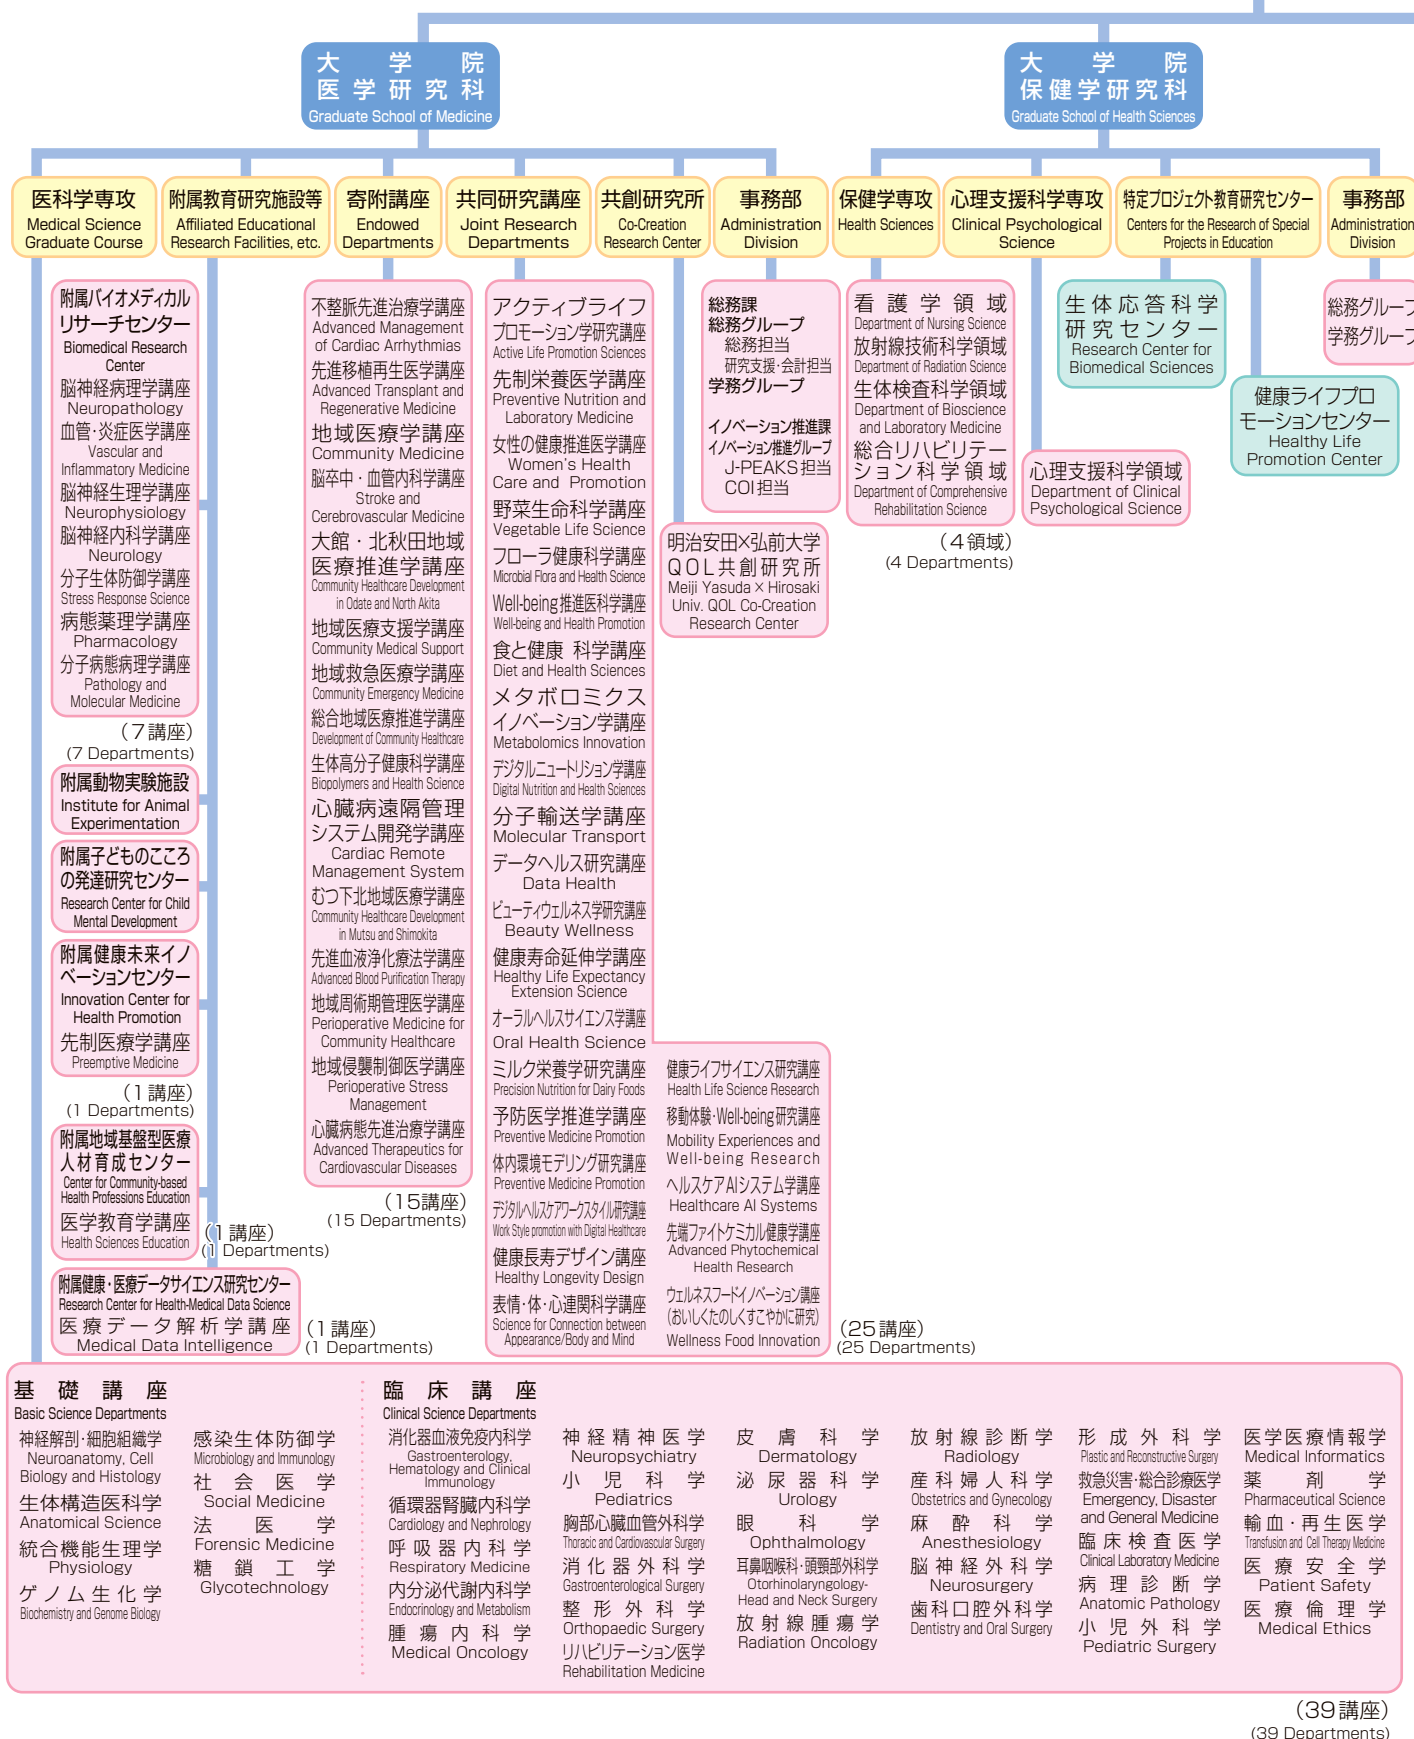 大学院
医学研究科
Graduate School of Medicine
大学院
保健学研究科
Graduate School of Health Sciences
医科学専攻
Medical Science
Graduate Course
附属教育研究施設等
Affiliated Educational
Research Facilities, etc.
寄附講座
Endowed
Departments
共同研究講座
Joint Research
Departments
共創研究所
Co-Creation
Research Center
事務部
Administration
Division
保健学専攻
Health Sciences
心理支援科学専攻
Clinical Psychological
Science
特定プロジェクト教育研究センター
Centers for the Research of Special
Projects in Education
事務部
Administration
Division
附属バイオメディカル
リサーチセンター
Biomedical Research
Center
脳神経病理学講座
Neuropathology
血管・炎症医学講座
Vascular and
Inflammatory Medicine
脳神経生理学講座
Neurophysiology
脳神経内科学講座
Neurology
分子生体防御学講座
Stress Response Science
病態薬理学講座
Pharmacology
分子病態病理学講座
Pathology and
Molecular Medicine
（7講座）
(7 Departments)
附属動物実験施設
Institute for Animal
Experimentation
附属子どものこころ
の発達研究センター
Research Center for Child
Mental Development
附属健康未来イノ
ベーションセンター
Innovation Center for
Health Promotion
先制医療学講座
Preemptive Medicine
（1講座）
(1 Departments)
附属地域基盤型医療
人材育成センター
Center for Community-based
Health Professions Education
医学教育学講座
Health Sciences Education
（1講座）
(1 Departments)
附属健康・医療データサイエンス研究センター
Research Center for Health-Medical Data Science
医療データ解析学講座
Medical Data Intelligence
（1講座）
(1 Departments)
不整脈先進治療学講座
Advanced Management
of Cardiac Arrhythmias
先進移植再生医学講座
Advanced Transplant and
Regenerative Medicine
地域医療学講座
Community Medicine
脳卒中・血管内科学講座
Stroke and
Cerebrovascular Medicine
大館・北秋田地域
医療推進学講座
Community Healthcare Development
in Odate and North Akita
地域医療支援学講座
Community Medical Support
地域救急医療学講座
Community Emergency Medicine
総合地域医療推進学講座
Development of Community Healthcare
生体高分子健康科学講座
Biopolymers and Health Science
心臓病遠隔管理
システム開発学講座
Cardiac Remote
Management System
むつ下北地域医療学講座
Community Healthcare Development
in Mutsu and Shimokita
先進血液浄化療法学講座
Advanced Blood Purification Therapy
地域周術期管理医学講座
Perioperative Medicine for
Community Healthcare
地域侵襲制御医学講座
Perioperative Stress
Management
心臓病態先進治療学講座
Advanced Therapeutics for
Cardiovascular Diseases
（15講座）
(15 Departments)
アクティブライフ
プロモーション学研究講座
Active Life Promotion Sciences
先制栄養医学講座
Preventive Nutrition and
Laboratory Medicine
女性の健康推進医学講座
Women's Health
Care and Promotion
野菜生命科学講座
Vegetable Life Science
フローラ健康科学講座
Microbial Flora and Health Science
Well-being推進医科学講座
Well-being and Health Promotion
食と健康 科学講座
Diet and Health Sciences
メタボロミクス
イノベーション学講座
Metabolomics Innovation
デジタルニュートリション学講座
Digital Nutrition and Health Sciences
分子輸送学講座
Molecular Transport
データヘルス研究講座
Data Health
ビューティウェルネス学研究講座
Beauty Wellness
健康寿命延伸学講座
Healthy Life Expectancy
Extension Science
オーラルヘルスサイエンス学講座
Oral Health Science
ミルク栄養学研究講座
Precision Nutrition for Dairy Foods
予防医学推進学講座
Preventive Medicine Promotion
体内環境モデリング研究講座
Preventive Medicine Promotion
デジタルヘルスケアワークスタイル研究講座
Work Style promotion with Digital Healthcare
健康長寿デザイン講座
Healthy Longevity Design
表情・体・心連関科学講座
Science for Connection between
Appearance/Body and Mind
健康ライフサイエンス研究講座
Health Life Science Research
移動体験・Well-being研究講座
Mobility Experiences and
Well-being Research
ヘルスケアAIシステム学講座
Healthcare AI Systems
先端ファイトケミカル健康学講座
Advanced Phytochemical
Health Research
ウェルネスフードイノベーション講座
（おいしくたのしくすこやかに研究）
Wellness Food Innovation
（25講座）
(25 Departments)
明治安田×弘前大学
QOL共創研究所
Meiji Yasuda×Hirosaki
Univ. QOL Co-Creation
Research Center
総務課
総務グループ
総務担当
研究支援・会計担当
学務グループ
イノベーション推進課
イノベーション推進グループ
J-PEAKS担当
COI担当
看護学領域
Department of Nursing Science
放射線技術科学領域
Department of Radiation Science
生体検査科学領域
Department of Bioscience
and Laboratory Medicine
総合リハビリテー
ション科学領域
Department of Comprehensive
Rehabilitation Science
（4領域）
(4 Departments)
心理支援科学領域
Department of Clinical
Psychological Science
生体応答科学
研究センター
Research Center for
Biomedical Sciences
健康ライフプロ
モーションセンター
Healthy Life
Promotion Center
総務グループ
学務グループ
基礎講座
Basic Science Departments
神経解剖・細胞組織学
Neuroanatomy, Cell
Biology and Histology
生体構造医科学
Anatomical Science
統合機能生理学
Physiology
ゲノム生化学
Biochemistry and Genome Biology
感染生体防御学
Microbiology and Immunology
社会医学
Social Medicine
法医学
Forensic Medicine
糖鎖工学
Glycotechnology
臨床講座
Clinical Science Departments
消化器血液免疫内科学
Gastroenterology,
Hematology and Clinical
Immunology
循環器腎臓内科学
Cardiology and Nephrology
呼吸器内科学
Respiratory Medicine
内分泌代謝内科学
Endocrinology and Metabolism
腫瘍内科学
Medical Oncology
神経精神医学
Neuropsychiatry
小児科学
Pediatrics
胸部心臓血管外科学
Thoracic and Cardiovascular Surgery
消化器外科学
Gastroenterological Surgery
整形外科学
Orthopaedic Surgery
リハビリテーション医学
Rehabilitation Medicine
皮膚科学
Dermatology
泌尿器科学
Urology
眼科学
Ophthalmology
耳鼻咽喉科・頭頸部外科学
Otorhinolaryngology-
Head and Neck Surgery
放射線腫瘍学
Radiation Oncology
放射線診断学
Radiology
産科婦人科学
Obstetrics and Gynecology
麻酔科学
Anesthesiology
脳神経外科学
Neurosurgery
歯科口腔外科学
Dentistry and Oral Surgery
形成外科学
Plastic and Reconstructive Surgery
救急災害・総合診療医学
Emergency, Disaster
and General Medicine
臨床検査医学
Clinical Laboratory Medicine
病理診断学
Anatomic Pathology
小児外科学
Pediatric Surgery
医学医療情報学
Medical Informatics
薬剤学
Pharmaceutical Science
輸血・再生医学
Transfusion and Cell Therapy Medicine
医療安全学
Patient Safety
医療倫理学
Medical Ethics
（39講座）
(39 Departments)